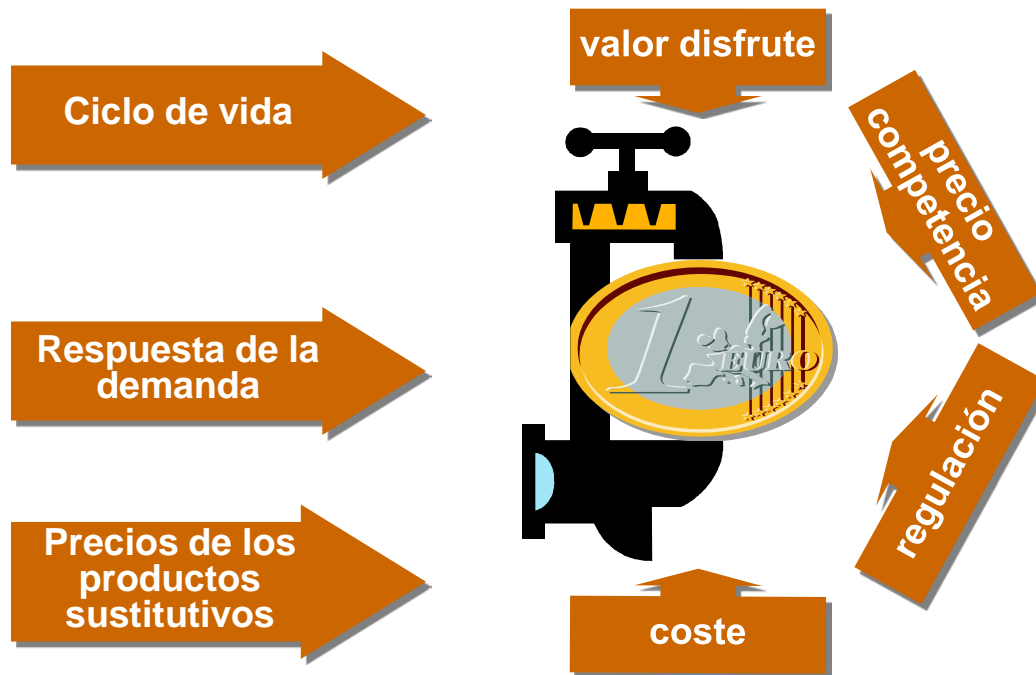 valor disfrute
Ciclo de vida
precio
competencia
Respuesta de la
demanda
1
EURO
regulación
Precios de los
productos
sustitutivos
coste